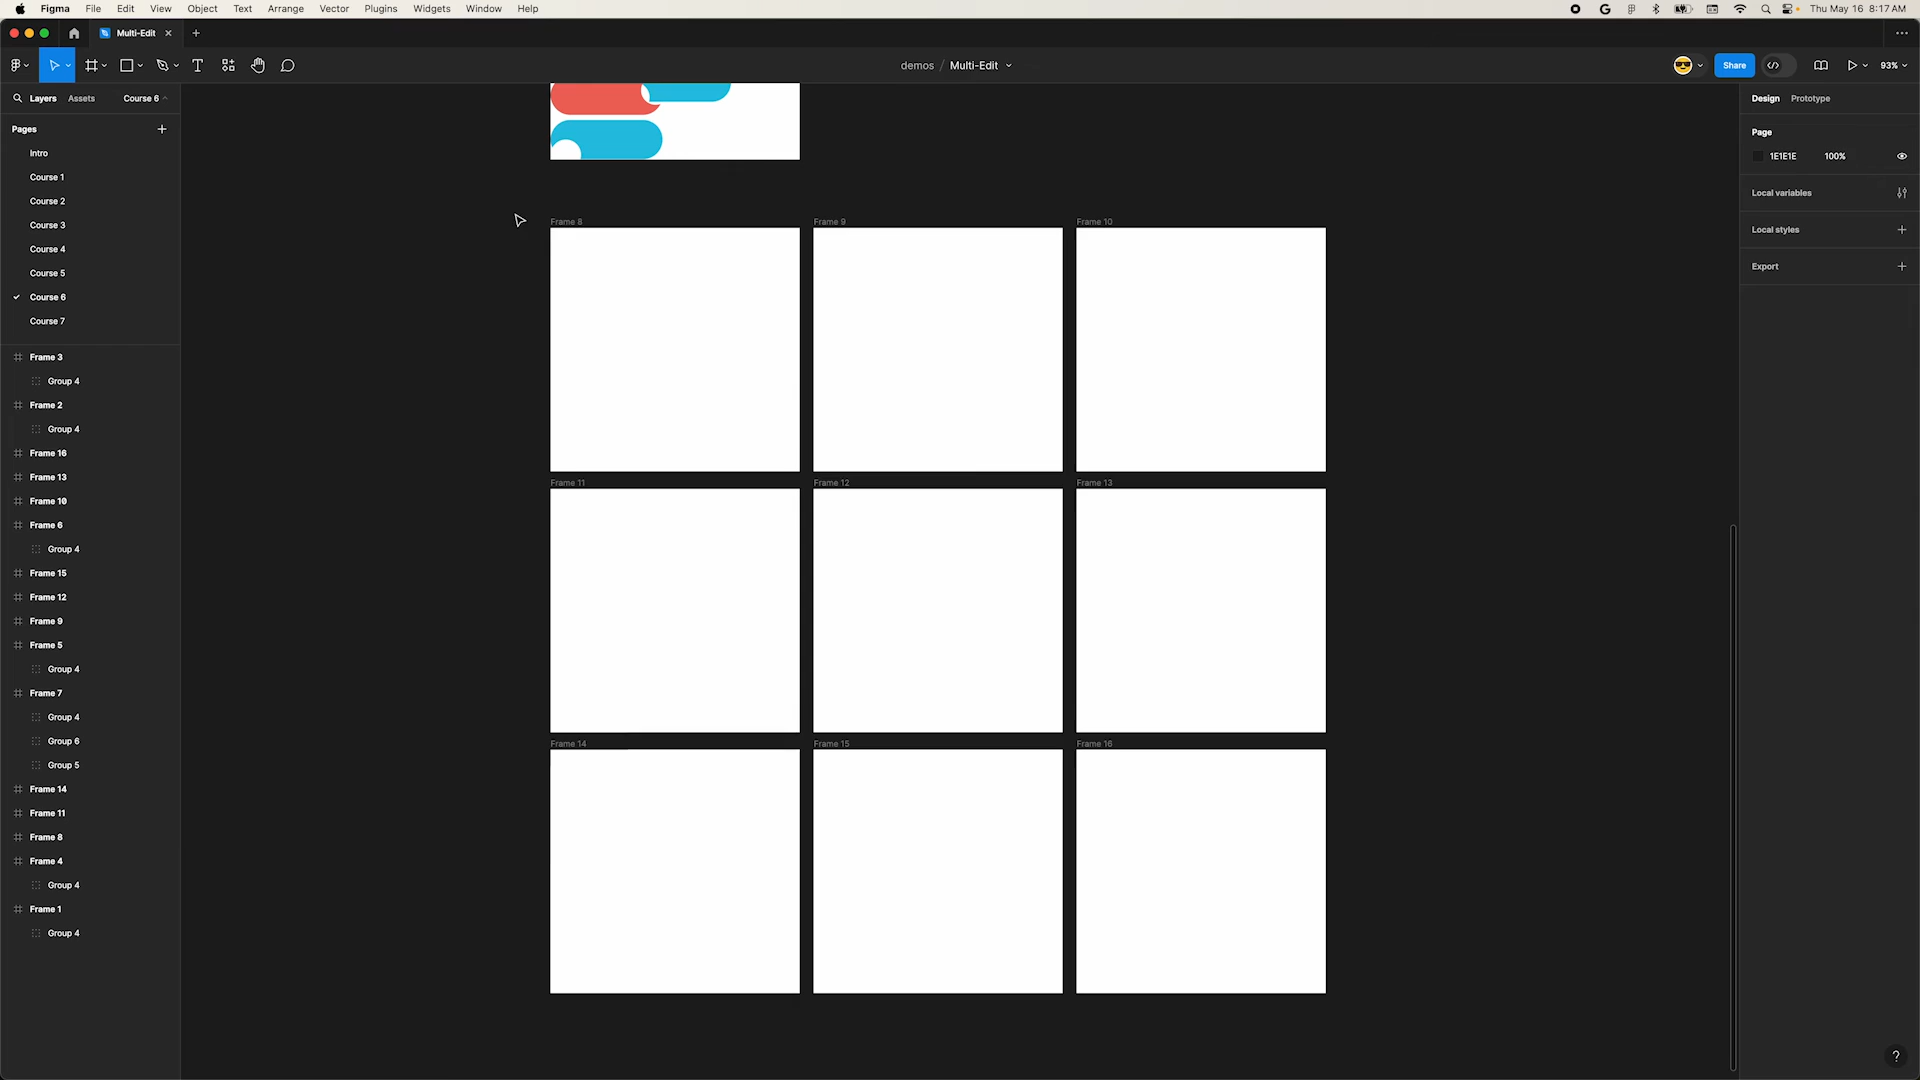 Figma File Edit View Object Text Arrange Vector Plugins Widgets Window Help Thu May 16 8:17 AM
Multi-Edit
demos / Multi-Edit Share 93%
Layers Assets Course 6 Design Prototype
Pages
Intro
Course 1
Course 2
Course 3
Course 4
Course 5
Course 6
Course 7
Frame 3
Group 4
Frame 2
Group 4
Frame 16
Frame 13
Frame 10
Frame 6
Group 4
Frame 15
Frame 12
Frame 9
Frame 5
Group 4
Frame 7
Group 4
Group 6
Group 5
Frame 14
Frame 11
Frame 8
Frame 4
Group 4
Frame 1
Group 4
Frame 8 Frame 9 Frame 10
Frame 11 Frame 12 Frame 13
Frame 14 Frame 15 Frame 16
Page
1E1E1E 100%
Local variables
Local styles
Export
?